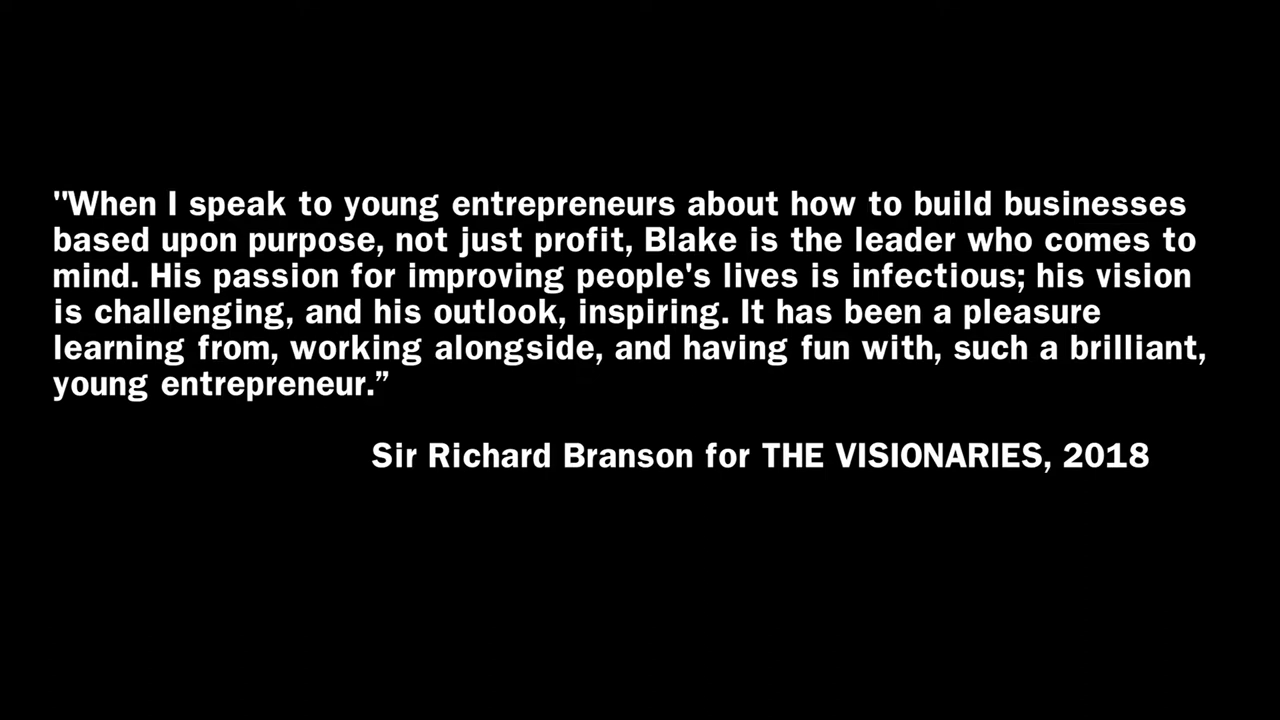 "When I speak to young entrepreneurs about how to build businesses
based upon purpose, not just profit, Blake is the leader who comes to
mind. His passion for improving people's lives is infectious; his vision
is challenging, and his outlook, inspiring. It has been a pleasure
learning from, working alongside, and having fun with, such a brilliant,
young entrepreneur.”
Sir Richard Branson for THE VISIONARIES, 2018